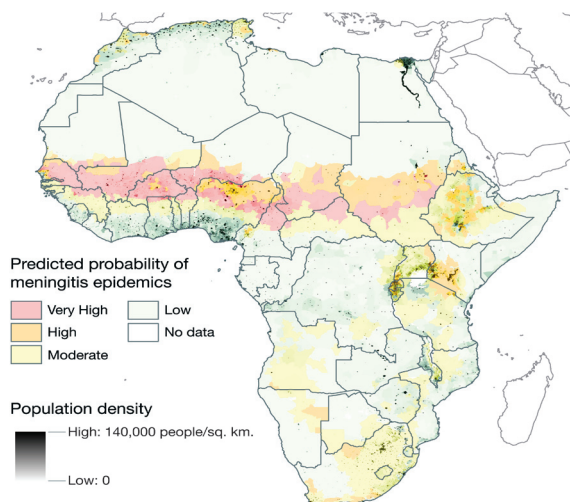 Predicted probability of
meningitis epidemics
Very High
Low
High
No data
Moderate
Population density
High: 140,000 people/sq. km.
Low: 0